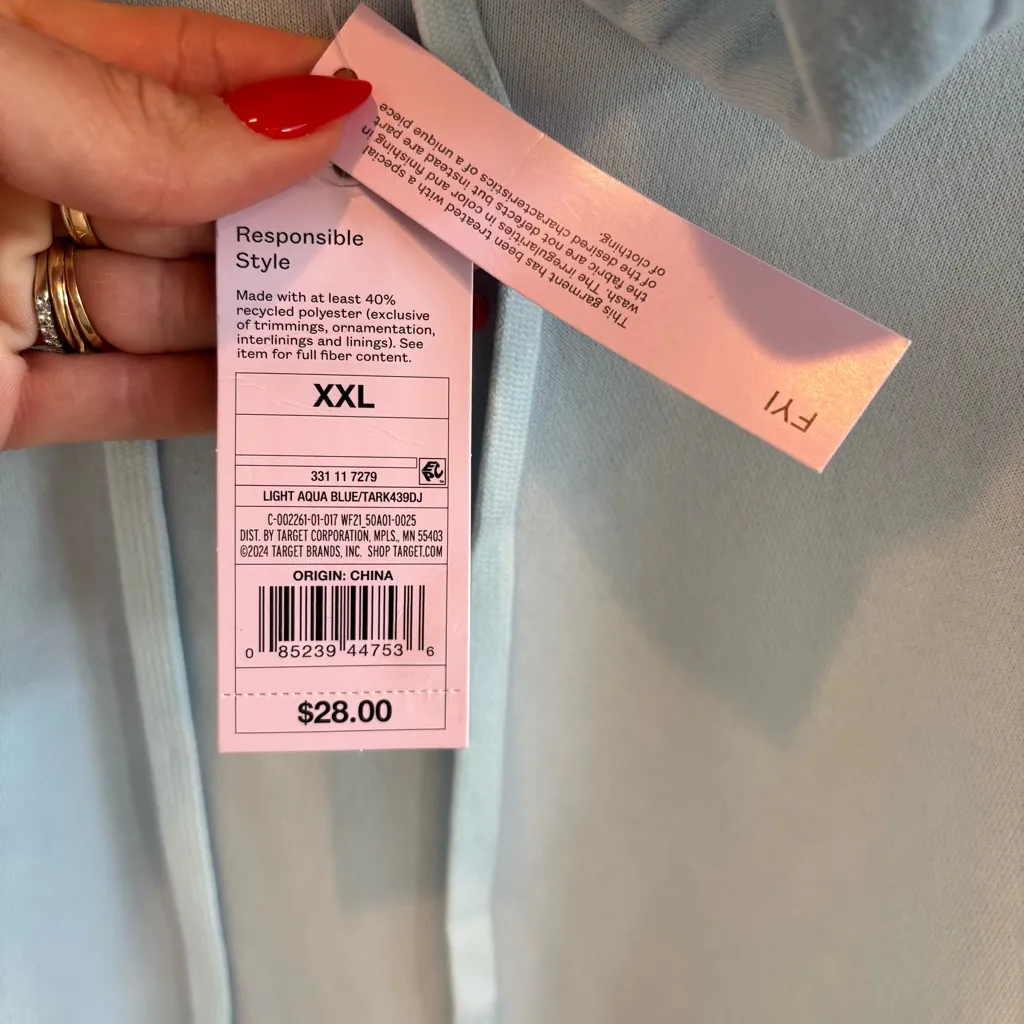 Responsible
Style
Made with at least 40%
recycled polyester (exclusive
of trimmings, ornamentation,
interlinings and linings). See
item for full fiber content.
XXL
331 11 7279
LIGHT AQUA BLUE/TARK439DJ
C-002261-01-017 WF21_50A01-0025
DIST. BY TARGET CORPORATION, MPLS., MN 55403
©2024 TARGET BRANDS, INC. SHOP TARGET.COM
ORIGIN: CHINA
0 85239 44753 6
$28.00
FYI
This garment has been treated with a special
wash. The irregularities in color and finishing in
the fabric are not defects but instead are part
of the desired characteristics of a unique piece
of clothing.